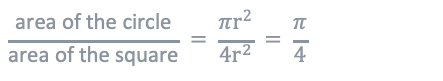 area of the circle / area of the square = πr² / 4r² = π / 4